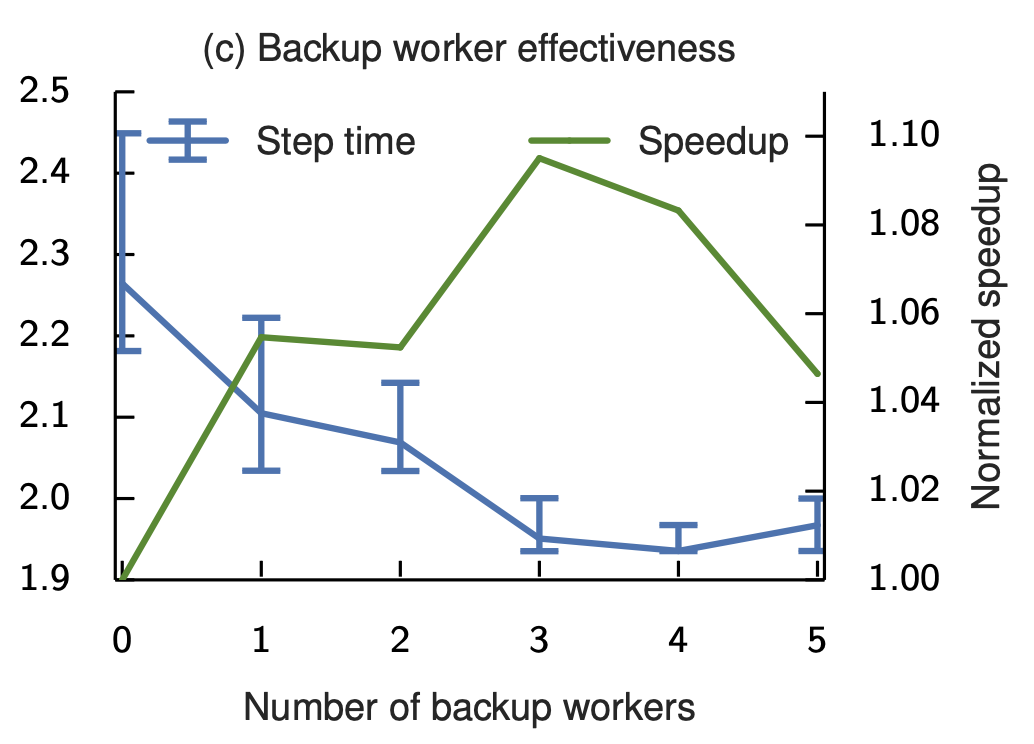 (c) Backup worker effectiveness
2.5
2.4
2.3
2.2
2.1
2.0
1.9
Step time
Speedup
1.10
1.08
1.06
1.04
1.02
1.00
Normalized speedup
0 1 2 3 4 5
Number of backup workers